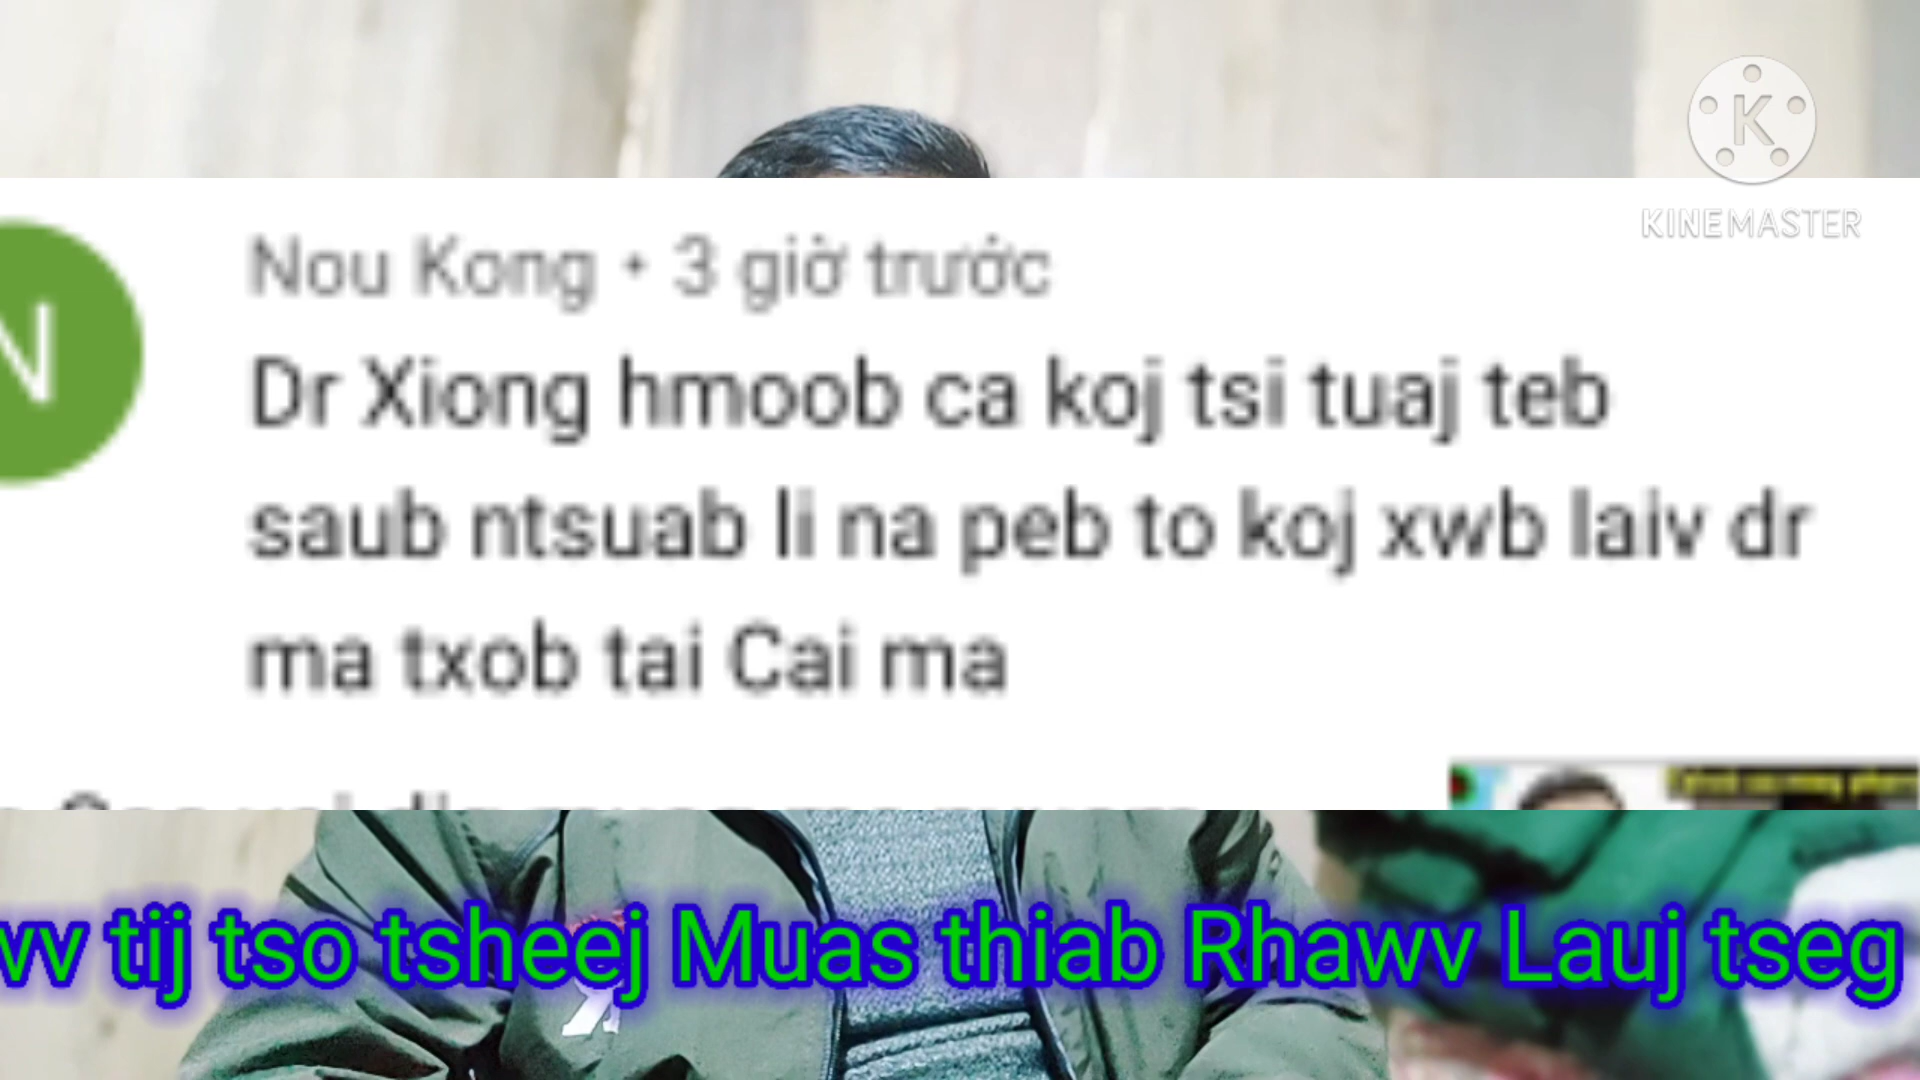 K
KINEMASTER
N
Nou Kong • 3 giờ trước
Dr Xiong hmoob ca koj tsi tuaj teb
saub ntsuab li na peb to koj xwb laiv dr
ma txob tai Cai ma
tij tso tsheej Muas thiab Rhawv Lauj tseg